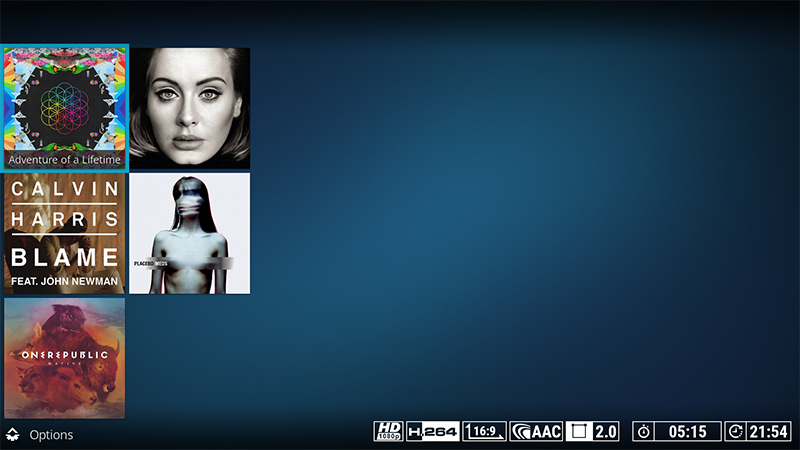 Adventure of a Lifetime
CALVIN
HARRIS
BLAME
FEAT. JOHN NEWMAN
PLACEBO MEDS
ONEREPUBLIC
NATIVE
Options
HD
1080p
H.264
16:9
AAC
2.0
05:15
21:54